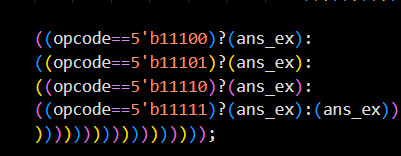 ((opcode==5'b11100)?(ans_ex):
((opcode==5'b11101)?(ans_ex):
((opcode==5'b11110)?(ans_ex):
((opcode==5'b11111)?(ans_ex):(ans_ex))
))))))))))))))))));